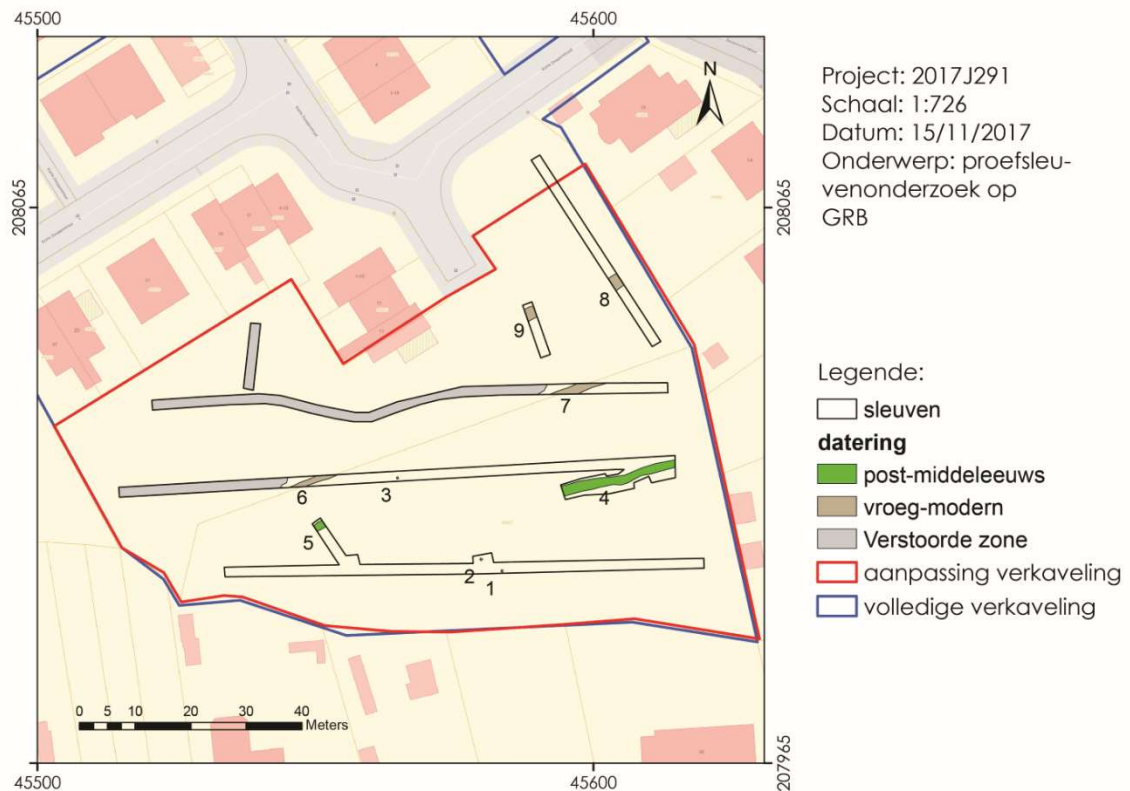 45500
45600
208065
208065
N
8
9
7
6
3
4
5
2
1
0 5 10 20 30 40
Meters
45500
45600
207965
Project: 2017J291
Schaal: 1:726
Datum: 15/11/2017
Onderwerp: proefsleu-
venonderzoek op
GRB
Legende:
sleuven
datering
post-middeleeuws
vroeg-modern
Verstoorde zone
aanpassing verkaveling
volledige verkaveling